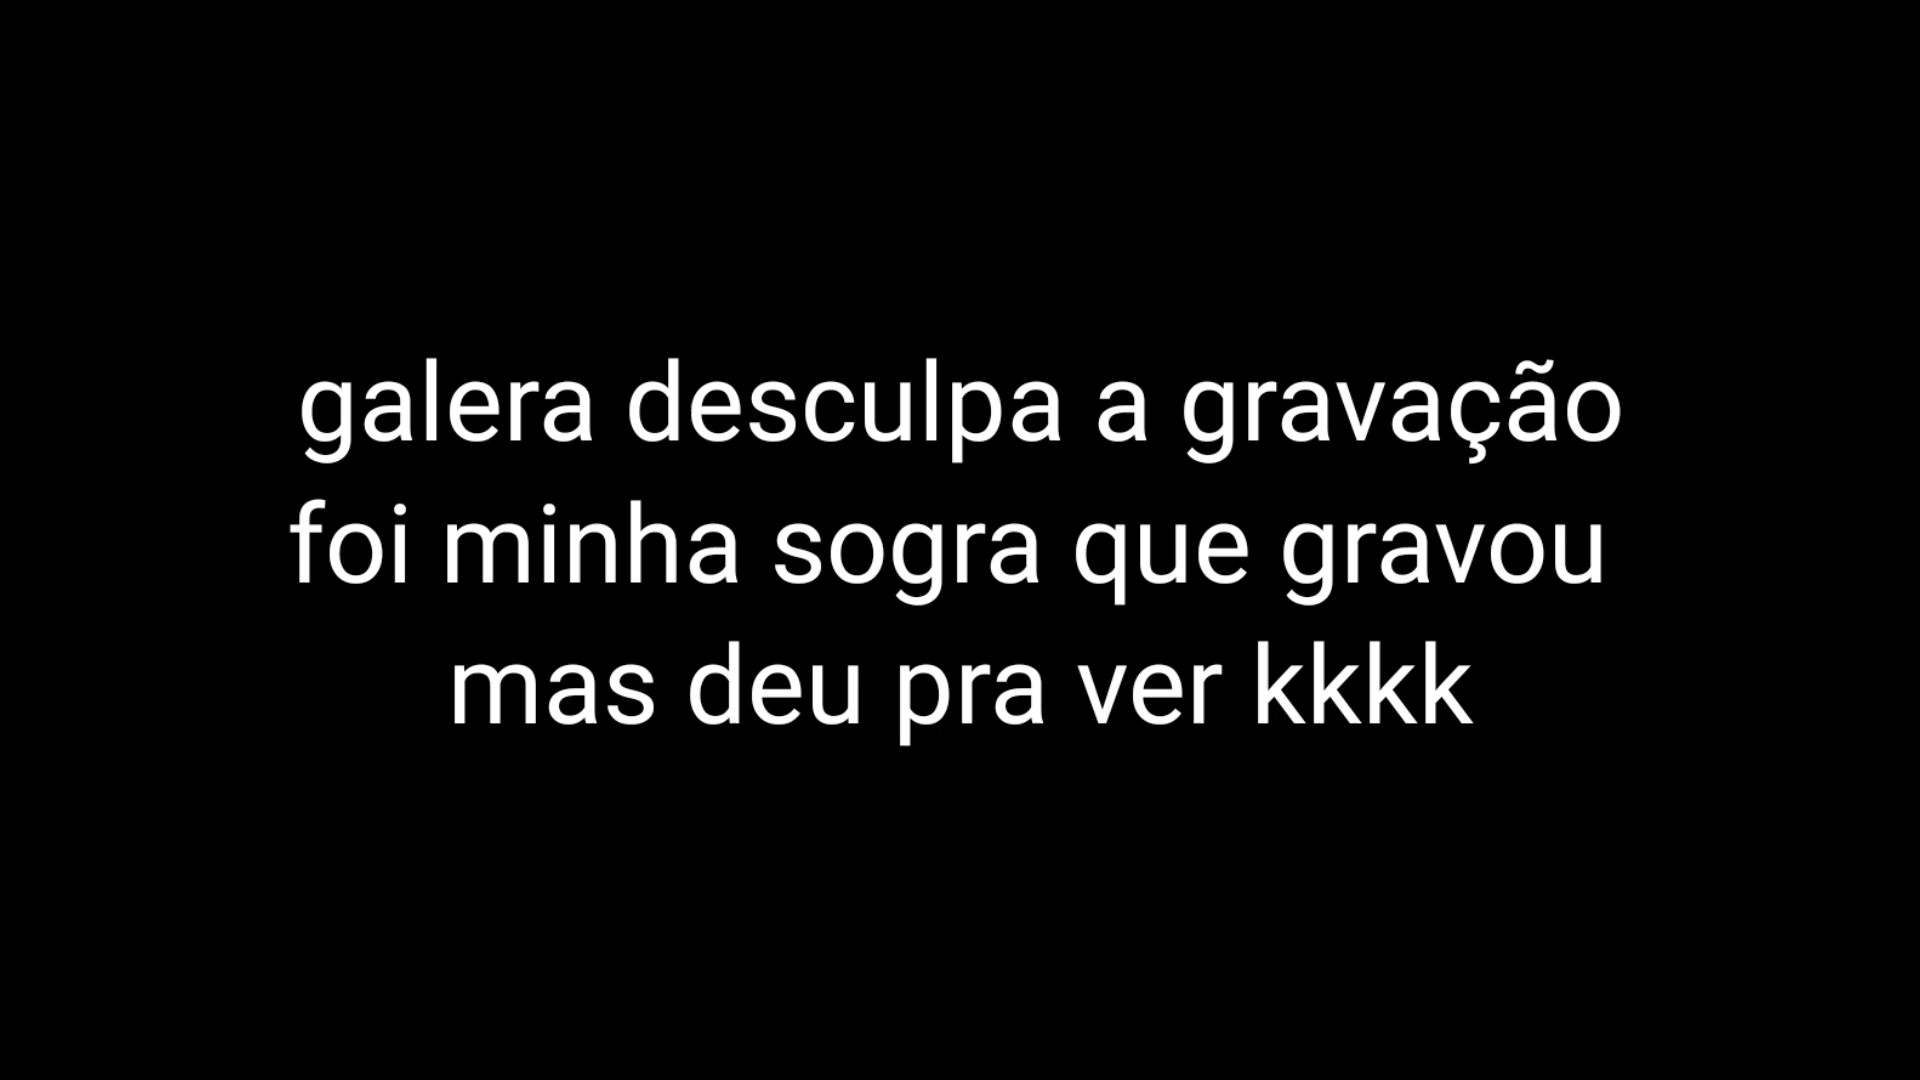 galera desculpa a gravação
foi minha sogra que gravou
mas deu pra ver kkkk